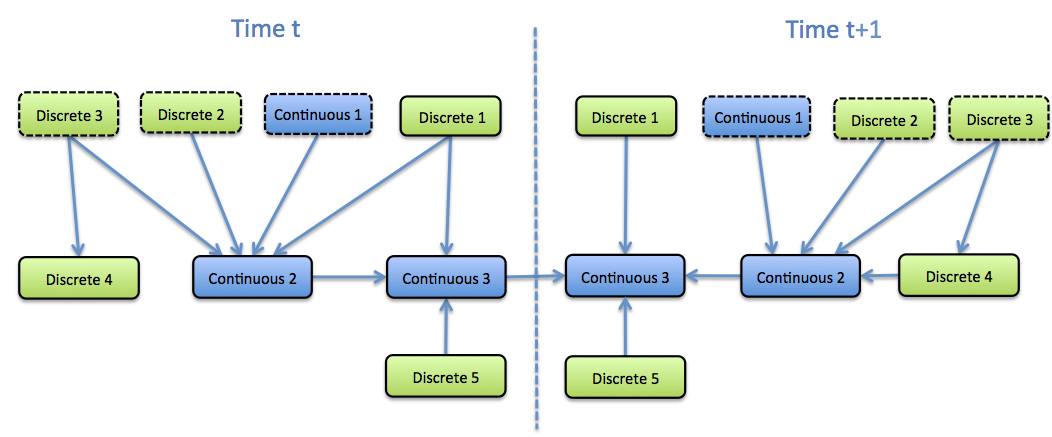 Time t
Time t+1
Discrete 3
Discrete 2
Continuous 1
Discrete 1
Discrete 1
Continuous 1
Discrete 2
Discrete 3
Discrete 4
Continuous 2
Continuous 3
Continuous 3
Continuous 2
Discrete 4
Discrete 5
Discrete 5